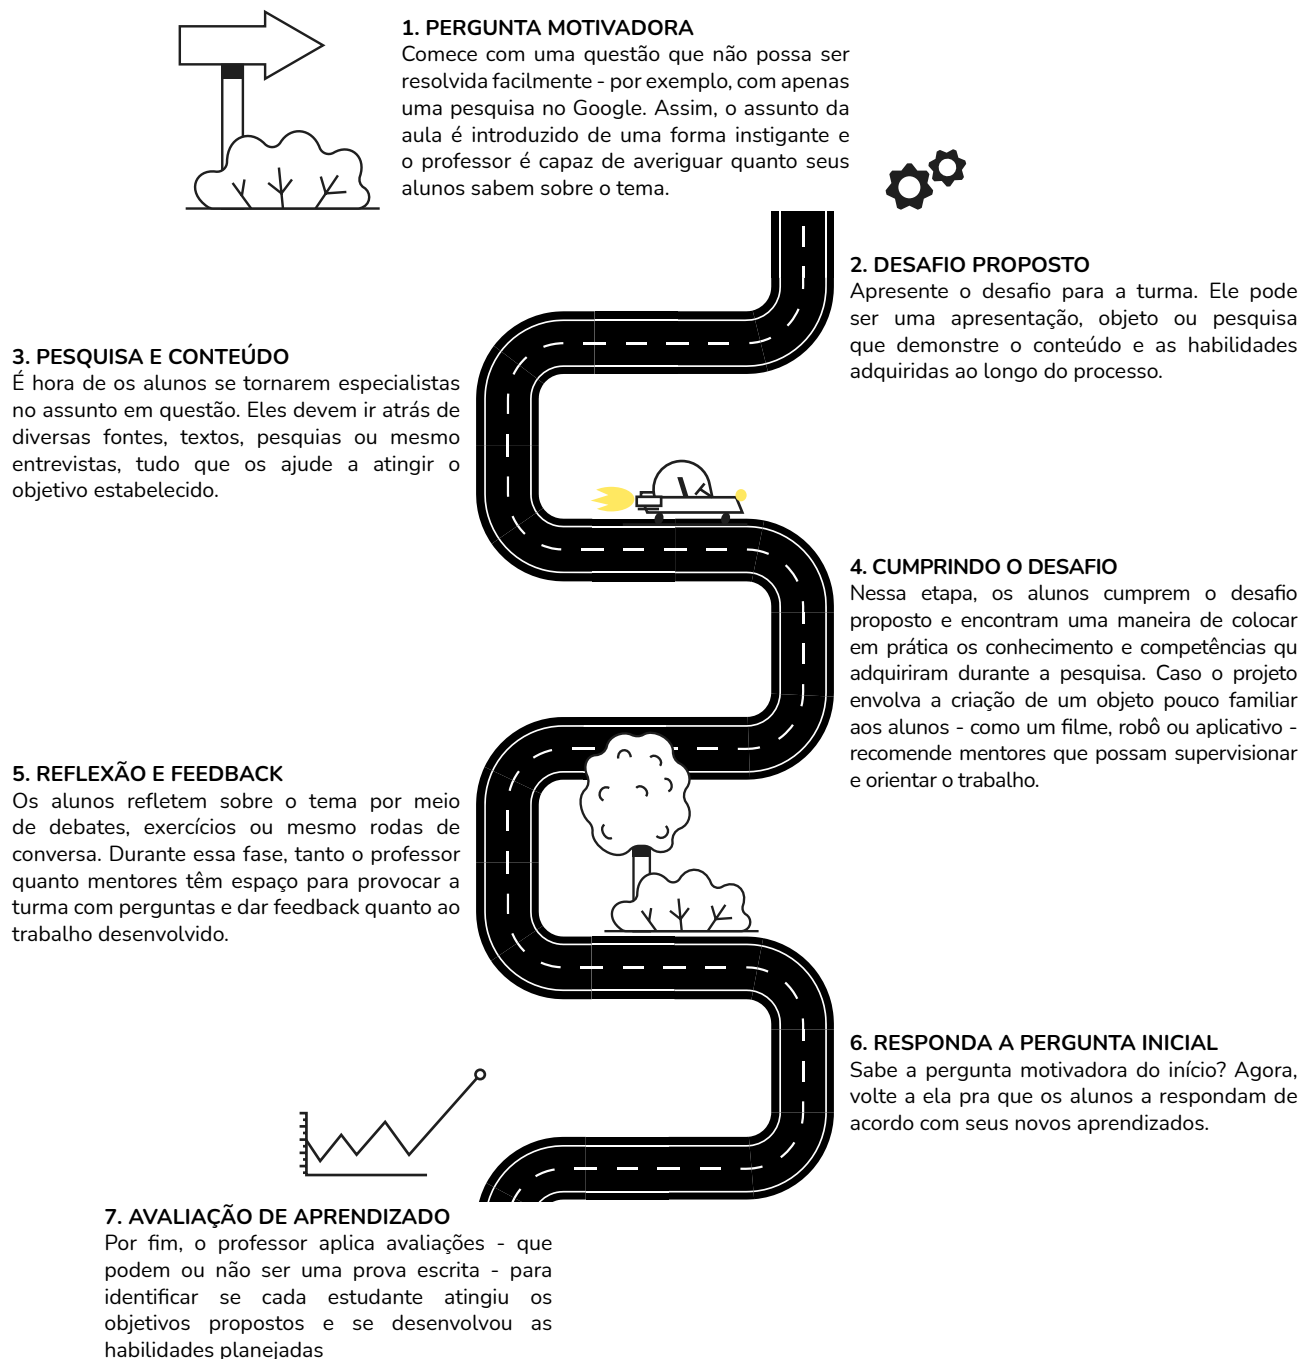 1. PERGUNTA MOTIVADORA
Comece com uma questão que não possa ser
resolvida facilmente - por exemplo, com apenas
uma pesquisa no Google. Assim, o assunto da
aula é introduzido de uma forma instigante e
o professor é capaz de averiguar quanto seus
alunos sabem sobre o tema.
2. DESAFIO PROPOSTO
Apresente o desafio para a turma. Ele pode
ser uma apresentação, objeto ou pesquisa
que demonstre o conteúdo e as habilidades
adquiridas ao longo do processo.
3. PESQUISA E CONTEÚDO
É hora de os alunos se tornarem especialistas
no assunto em questão. Eles devem ir atrás de
diversas fontes, textos, pesquias ou mesmo
entrevistas, tudo que os ajude a atingir o
objetivo estabelecido.
4. CUMPRINDO O DESAFIO
Nessa etapa, os alunos cumprem o desafio
proposto e encontram uma maneira de colocar
em prática os conhecimento e competências qu
adquiriram durante a pesquisa. Caso o projeto
envolva a criação de um objeto pouco familiar
aos alunos - como um filme, robô ou aplicativo -
recomende mentores que possam supervisionar
e orientar o trabalho.
5. REFLEXÃO E FEEDBACK
Os alunos refletem sobre o tema por meio
de debates, exercícios ou mesmo rodas de
conversa. Durante essa fase, tanto o professor
quanto mentores têm espaço para provocar a
turma com perguntas e dar feedback quanto ao
trabalho desenvolvido.
6. RESPONDA A PERGUNTA INICIAL
Sabe a pergunta motivadora do início? Agora,
volte a ela pra que os alunos a respondam de
acordo com seus novos aprendizados.
7. AVALIAÇÃO DE APRENDIZADO
Por fim, o professor aplica avaliações - que
podem ou não ser uma prova escrita - para
identificar se cada estudante atingiu os
objetivos propostos e se desenvolvou as
habilidades planejadas